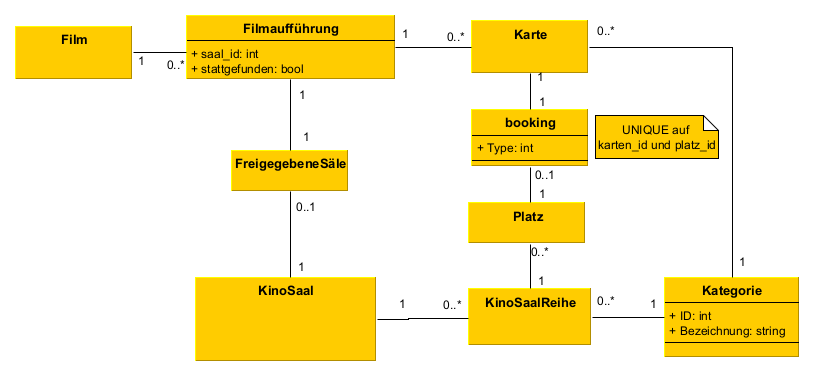 Film
1
0..*
Filmaufführung
+ saal_id: int
+ stattgefunden: bool
1
0..*
Karte
0..*
1
1
booking
+ Type: int
UNIQUE auf
karten_id und platz_id
1
1
FreigegebeneSäle
0..1
1
0..1
1
Platz
0..*
1
KinoSaal
1
0..*
KinoSaalReihe
0..*
1
1
Kategorie
+ ID: int
+ Bezeichnung: string